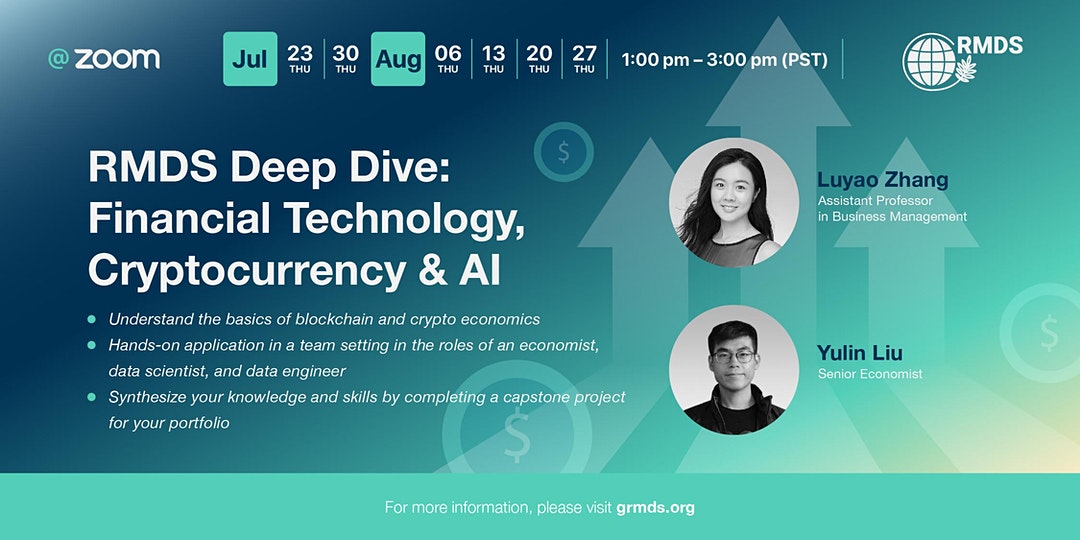 @ zoom
Jul 23 THU 30 THU Aug 06 THU 13 THU 20 THU 27 THU 1:00 pm – 3:00 pm (PST)
RMDS
RMDS Deep Dive:
Financial Technology,
Cryptocurrency & AI
• Understand the basics of blockchain and crypto economics
• Hands-on application in a team setting in the roles of an economist,
data scientist, and data engineer
• Synthesize your knowledge and skills by completing a capstone project
for your portfolio
$
$
$
Luyao Zhang
Assistant Professor
in Business Management
Yulin Liu
Senior Economist
For more information, please visit grmds.org